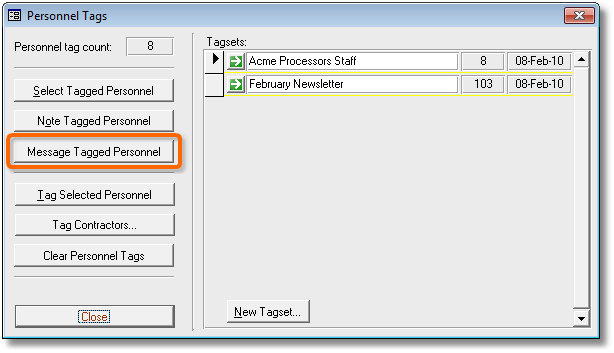 Personnel Tags
Personnel tag count: 8
Select Tagged Personnel
Note Tagged Personnel
Message Tagged Personnel
Tag Selected Personnel
Tag Contractors...
Clear Personnel Tags
Close
Tagsets:
Acme Processors Staff 8 08-Feb-10
February Newsletter 103 08-Feb-10
New Tagset...